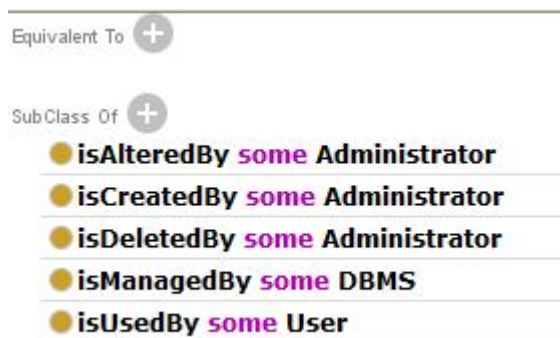 Equivalent To
SubClass Of
isAlteredBy some Administrator
isCreatedBy some Administrator
isDeletedBy some Administrator
isManagedBy some DBMS
isUsedBy some User